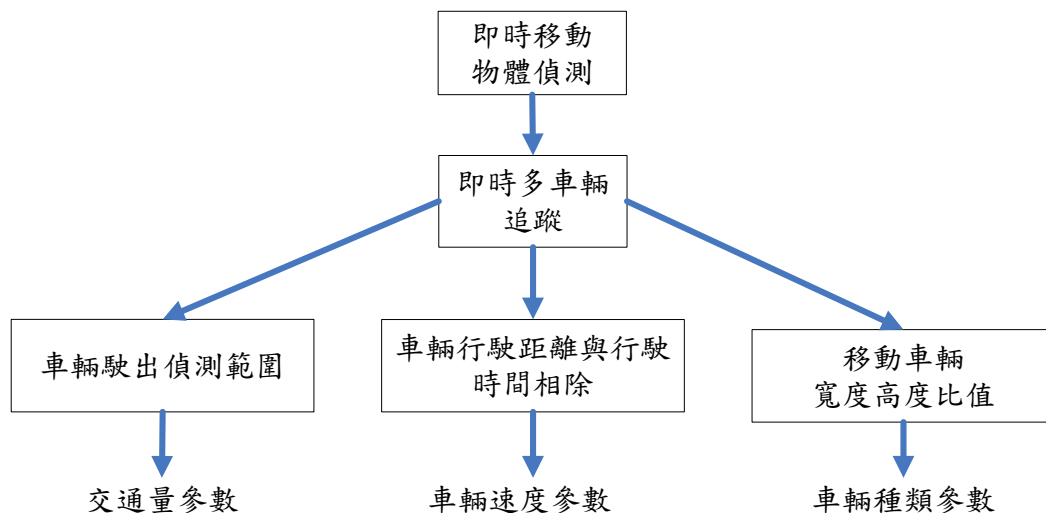 即時移動
物體偵測
即時多車輛
追蹤
車輛駛出偵測範圍
車輛行駛距離與行駛
時間相除
移動車輛
寬度高度比值
交通量參數
車輛速度參數
車輛種類參數